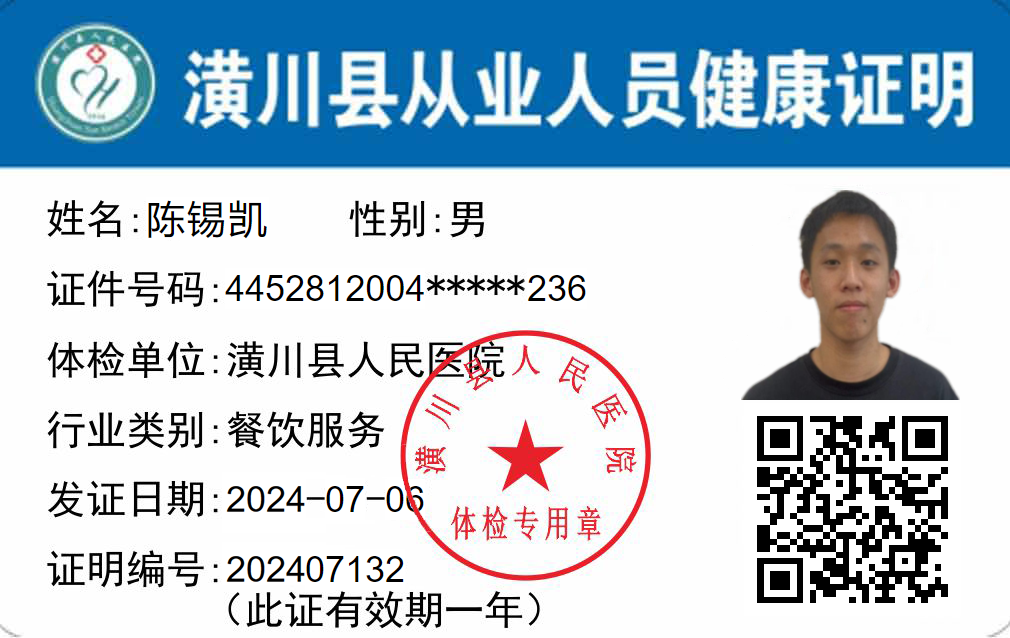 潢川县从业人员健康证明
姓名:陈锡凯 性别:男
证件号码:4452812004*****236
体检单位:潢川县人民医院
行业类别:餐饮服务
发证日期:2024-07-06
证明编号:202407132
(此证有效期一年)
潢川县人民医院
体检专用章